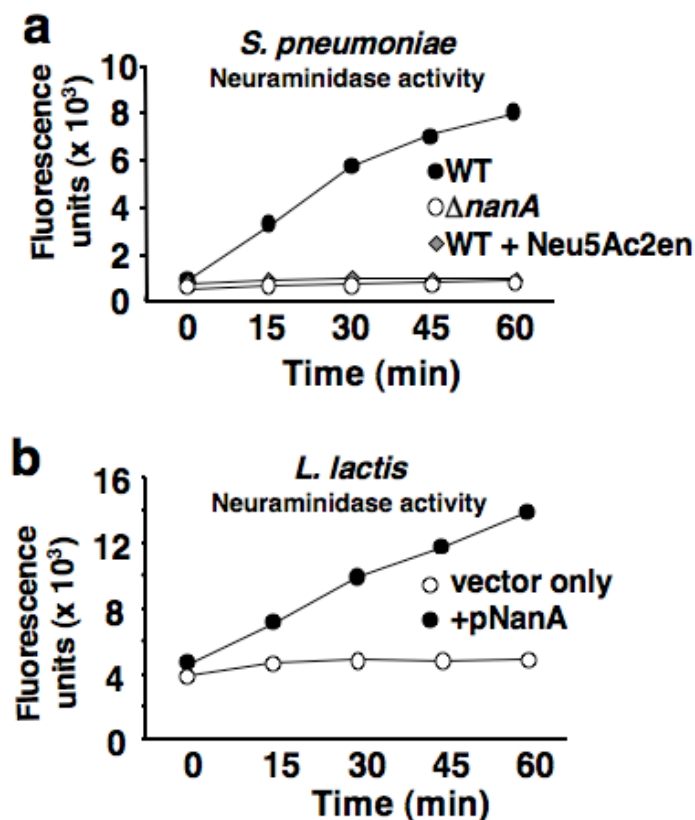 a
S. pneumoniae
Neuraminidase activity
Fluorescence
units (x 10³)
10
8
6
4
2
0
WT
ΔnanA
WT + Neu5Ac2en
0 15 30 45 60
Time (min)
b
L. lactis
Neuraminidase activity
Fluorescence
units (x 10³)
16
12
8
4
0
vector only
+pNanA
0 15 30 45 60
Time (min)